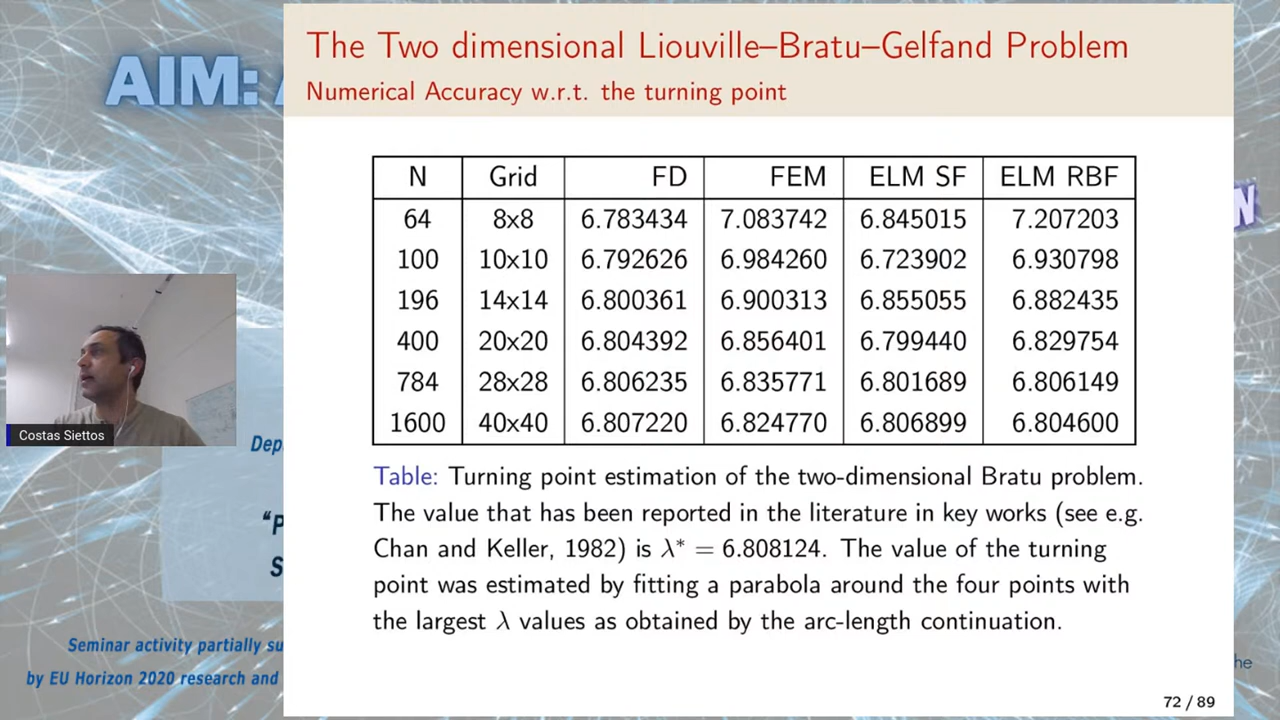 The Two dimensional Liouville–Bratu–Gelfand Problem
Numerical Accuracy w.r.t. the turning point
AIM:
N Grid FD FEM ELM SF ELM RBF
64 8x8 6.783434 7.083742 6.845015 7.207203
100 10x10 6.792626 6.984260 6.723902 6.930798
196 14x14 6.800361 6.900313 6.855055 6.882435
400 20x20 6.804392 6.856401 6.799440 6.829754
784 28x28 6.806235 6.835771 6.801689 6.806149
1600 40x40 6.807220 6.824770 6.806899 6.804600
Costas Siettos
Table: Turning point estimation of the two-dimensional Bratu problem.
The value that has been reported in the literature in key works (see e.g.
Chan and Keller, 1982) is λ* = 6.808124. The value of the turning
point was estimated by fitting a parabola around the four points with
the largest λ values as obtained by the arc-length continuation.
Seminar activity partially su
by EU Horizon 2020 research and
72 / 89